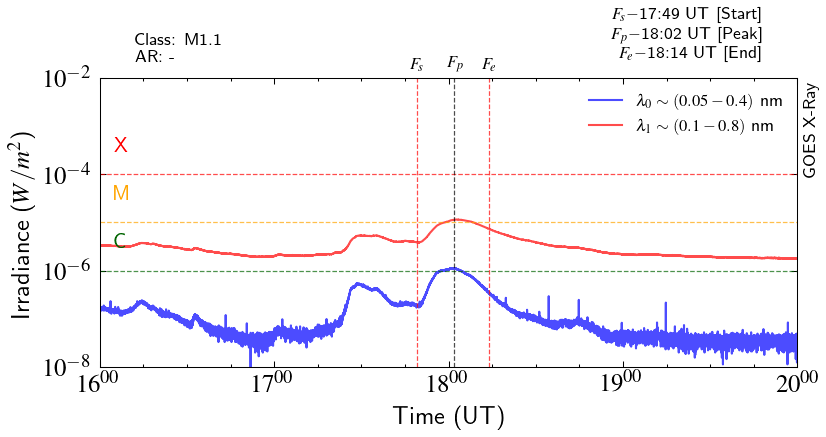 F_s−17:49 UT [Start]
Class: M1.1
F_p−18:02 UT [Peak]
AR: -
F_e−18:14 UT [End]
F_s F_p F_e
10^−2
λ_0 ∼ (0.05 − 0.4) nm
λ_1 ∼ (0.1 − 0.8) nm
GOES X-Ray
X
10^−4
M
C
10^−6
10^−8
Irradiance (W/m^2)
16^00 17^00 18^00 19^00 20^00
Time (UT)